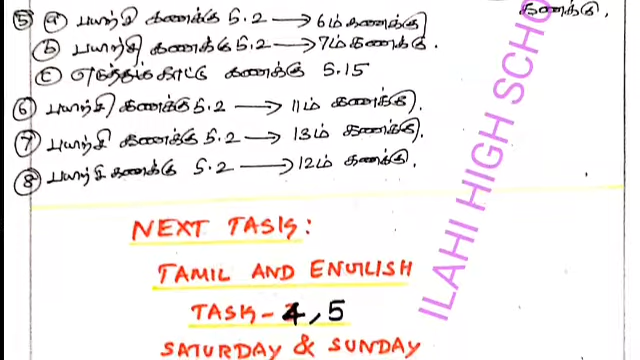 கணக்கு.
⑤ ⓐ பயிற்சி கணக்கு 5.2 → 6ம் கணக்கு
ⓑ பயிற்சி கணக்கு 5.2 → 7ம் கணக்கு.
ⓒ எடுத்துக்காட்டு கணக்கு 5.15
⑥ பயிற்சி கணக்கு 5.2 → 11ம் கணக்கு.
⑦ பயிற்சி கணக்கு 5.2 → 13ம் கணக்கு.
⑧ பயிற்சி கணக்கு 5.2 → 12ம் கணக்கு.
NEXT TASK:
TAMIL AND ENGLISH
TASK-4,5
SATURDAY & SUNDAY
ILAHI HIGH SCHO